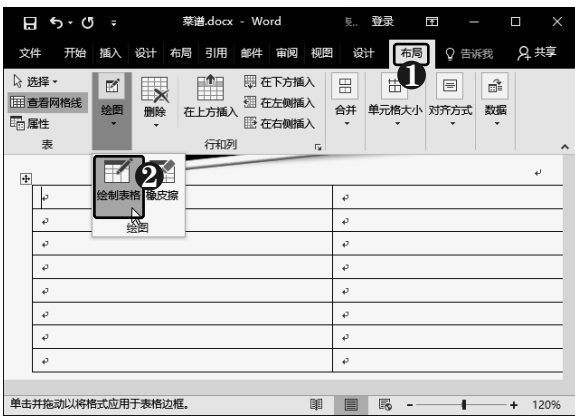 菜谱.docx - Word
登录
文件 开始 插入 设计 布局 引用 邮件 审阅 视图 设计 布局 告诉我 共享
1
选择
查看网格线
属性
表
绘图
删除
在上方插入
在下方插入
在左侧插入
在右侧插入
行和列
合并
单元格大小
对齐方式
数据
2
绘制表格 橡皮擦
绘图
单击并拖动以将格式应用于表格边框。
- + 120%